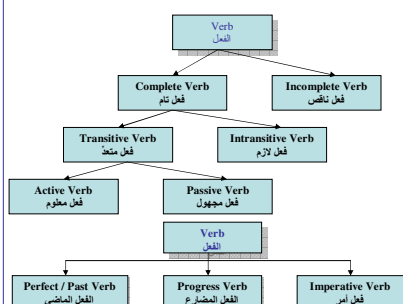 Verb
الفعل
Complete Verb
فعل تام
Incomplete Verb
فعل ناقص
Transitive Verb
فعل متعدّ
Intransitive Verb
فعل لازم
Active Verb
فعل معلوم
Passive Verb
فعل مجهول
Verb
الفعل
Perfect / Past Verb
الفعل الماضي
Progress Verb
الفعل المضارع
Imperative Verb
فعل أمر